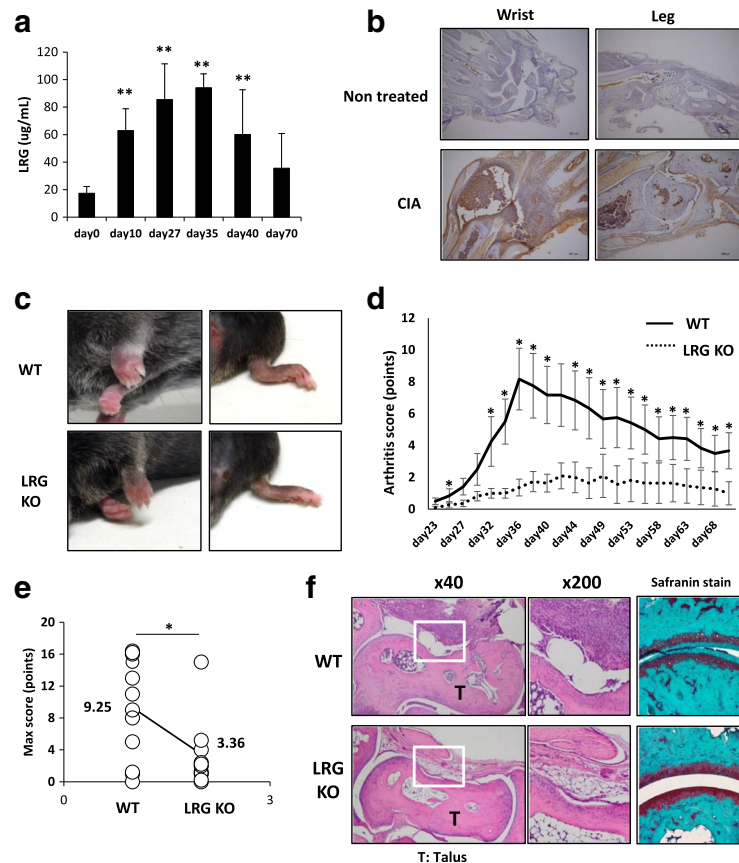 a
120
100
80
60
40
20
0
LRG (ug/mL)
** ** ** **
day0 day10 day27 day35 day40 day70
b
Wrist Leg
Non treated
CIA
c
WT
LRG
KO
d
12
10
8
6
4
2
0
Arthritis score (points)
WT
LRG KO
* * * * * * * * * * * * * * * * *
day23 day27 day32 day36 day40 day44 day49 day53 day58 day63 day68
e
20
16
12
8
4
0
Max score (points)
*
9.25
3.36
0 WT LRG KO 3
f
x40 x200 Safranin stain
WT
T
LRG
KO
T
T: Talus